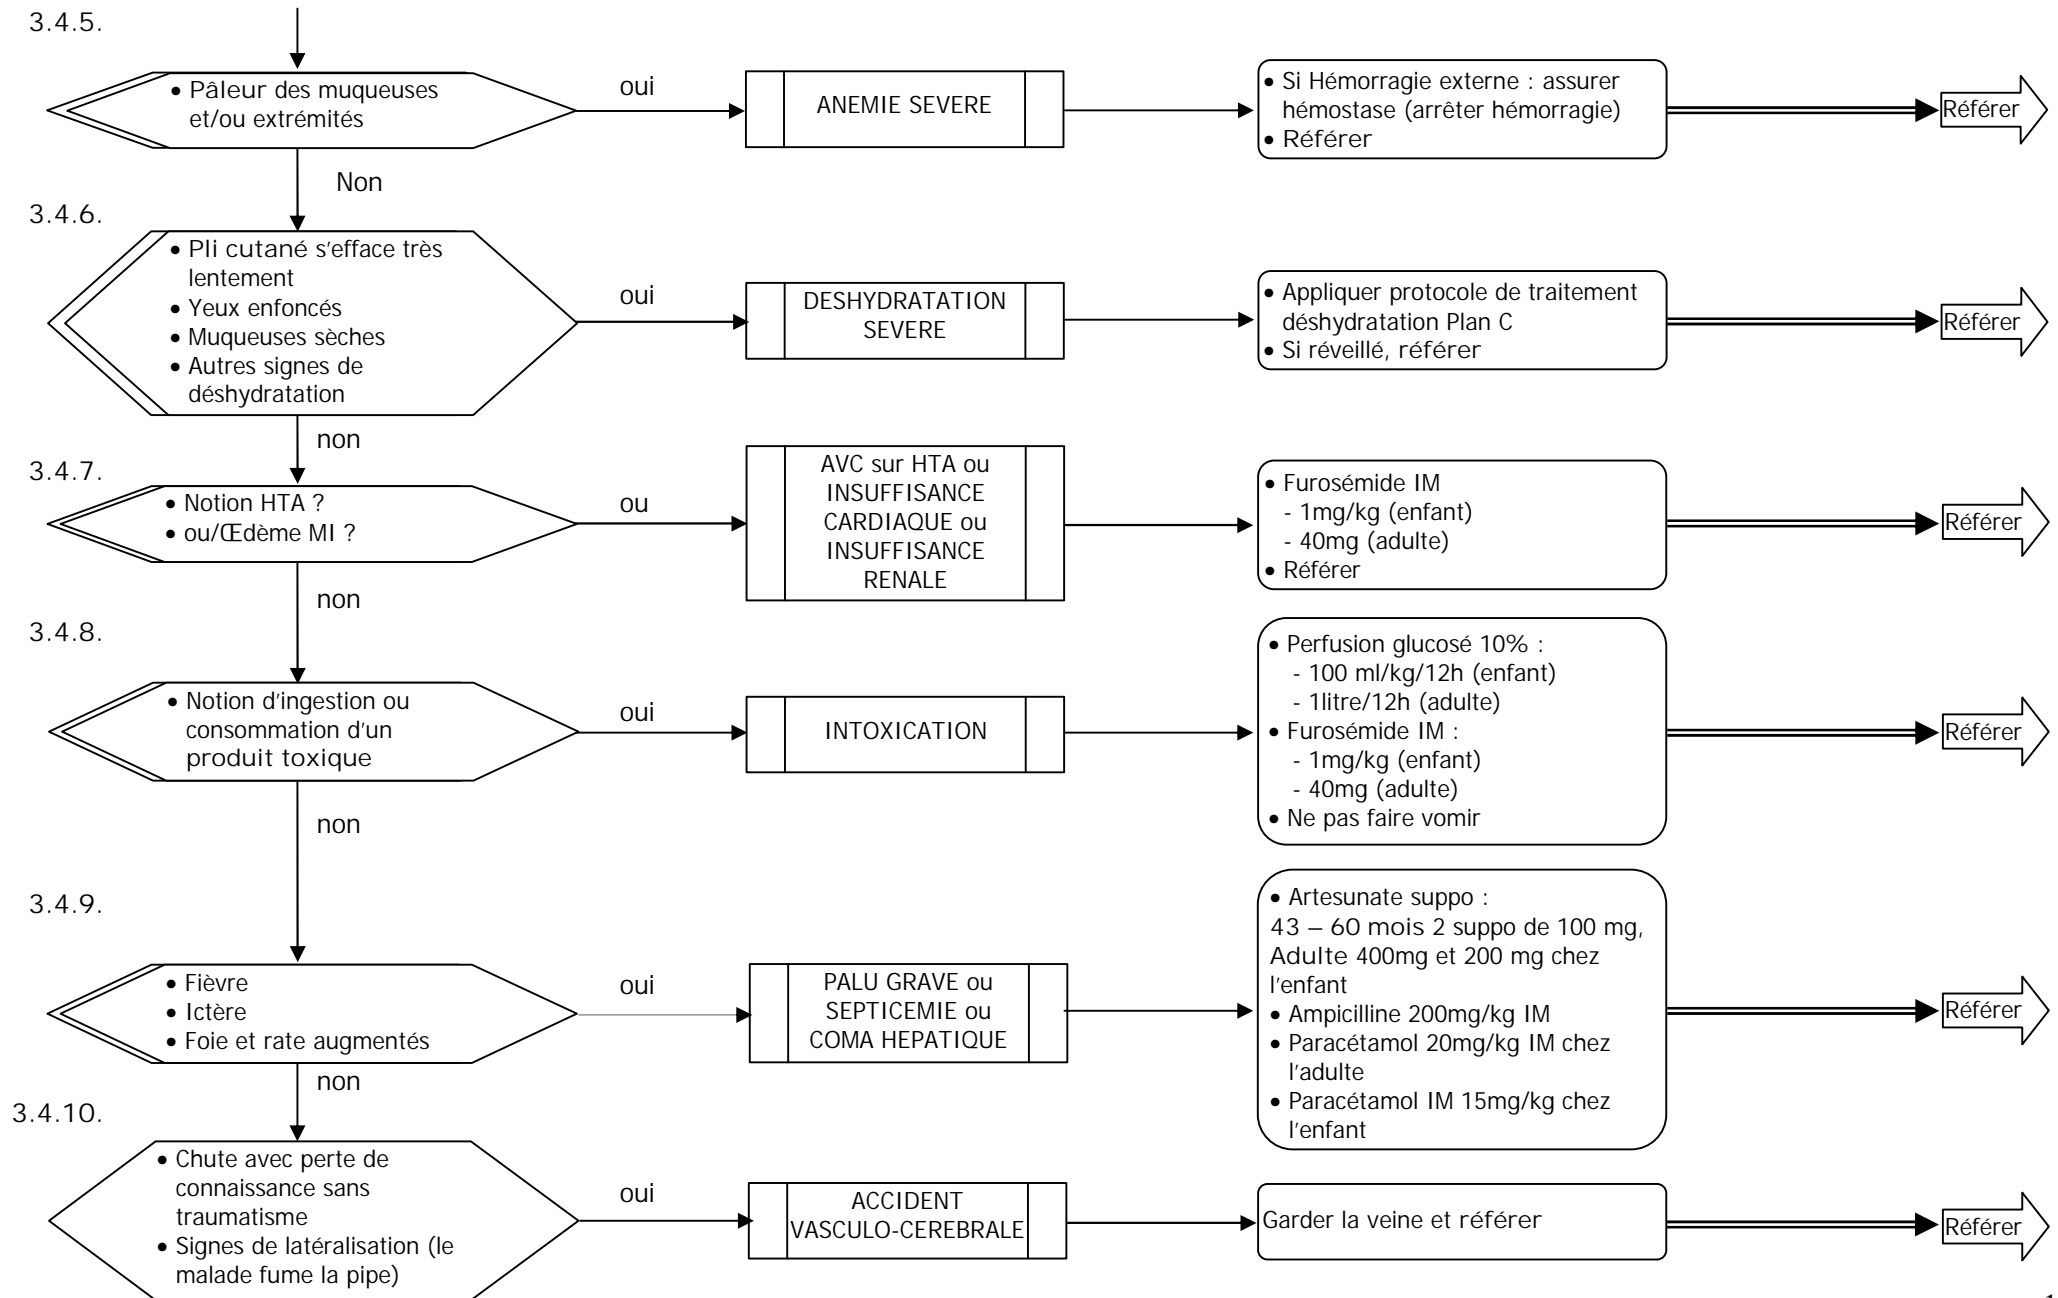 3.4.5.
• Pâleur des muqueuses
et/ou extrémités
oui
ANEMIE SEVERE
• Si Hémorragie externe : assurer
hémostase (arrêter hémorragie)
• Référer
Référer
Non
3.4.6.
• Pli cutané s'efface très
lentement
• Yeux enfoncés
• Muqueuses sèches
• Autres signes de
déshydratation
oui
DESHYDRATATION
SEVERE
• Appliquer protocole de traitement
déshydratation Plan C
• Si réveillé, référer
Référer
non
3.4.7.
• Notion HTA ?
• ou/Œdème MI ?
ou
AVC sur HTA ou
INSUFFISANCE
CARDIAQUE ou
INSUFFISANCE
RENALE
• Furosémide IM
- 1mg/kg (enfant)
- 40mg (adulte)
• Référer
Référer
non
3.4.8.
• Notion d'ingestion ou
consommation d'un
produit toxique
oui
INTOXICATION
• Perfusion glucosé 10% :
- 100 ml/kg/12h (enfant)
- 1litre/12h (adulte)
• Furosémide IM :
- 1mg/kg (enfant)
- 40mg (adulte)
• Ne pas faire vomir
Référer
non
3.4.9.
• Fièvre
• Ictère
• Foie et rate augmentés
oui
PALU GRAVE ou
SEPTICEMIE ou
COMA HEPATIQUE
• Artesunate suppo :
43 – 60 mois 2 suppo de 100 mg,
Adulte 400mg et 200 mg chez
l'enfant
• Ampicilline 200mg/kg IM
• Paracétamol 20mg/kg IM chez
l'adulte
• Paracétamol IM 15mg/kg chez
l'enfant
Référer
non
3.4.10.
• Chute avec perte de
connaissance sans
traumatisme
• Signes de latéralisation (le
malade fume la pipe)
oui
ACCIDENT
VASCULO-CEREBRALE
Garder la veine et référer
Référer